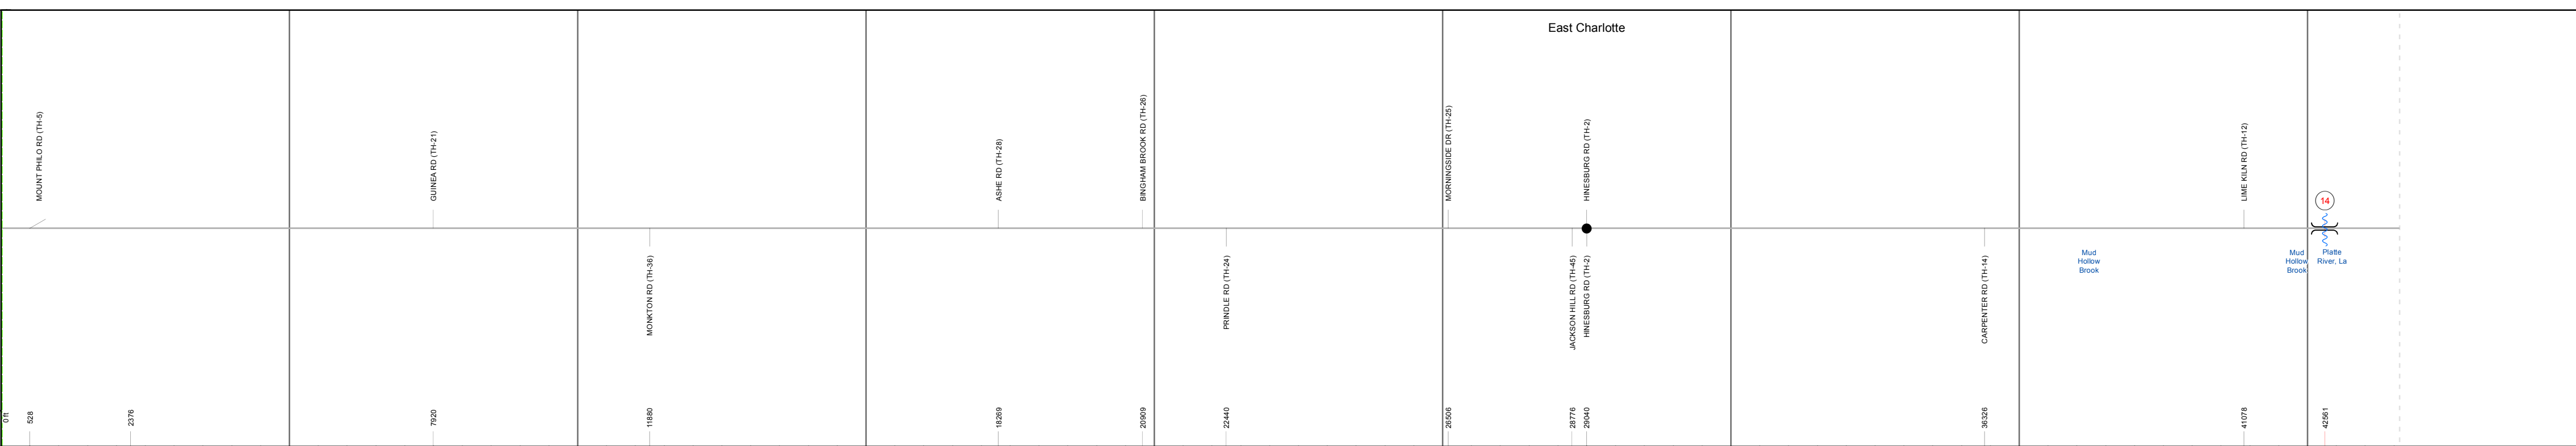 East Charlotte
MOUNT PHILO RD (TH-5)
GUINEA RD (TH-21)
ASHE RD (TH-28)
BINGHAM BROOK RD (TH-26)
MORNINGSIDE DR (TH-25)
HINESBURG RD (TH-2)
LIME KILN RD (TH-12)
14
MONKTON RD (TH-36)
PRINDLE RD (TH-24)
JACKSON HILL RD (TH-45)
HINESBURG RD (TH-2)
CARPENTER RD (TH-14)
Mud
Hollow
Brook
Mud
Hollow
Brook
Platte
River, La
0 ft
528
2376
7920
11880
18269
20909
22440
26506
28776
29040
36326
41078
42561